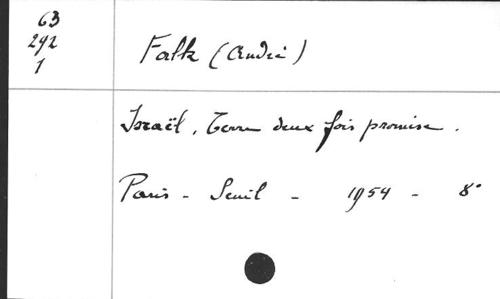 63
292
1
Falk (André)
Israël, Terre deux fois promise.
Paris - Seuil - 1954 - 8°